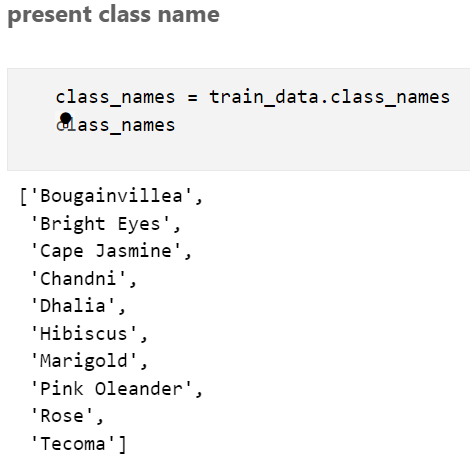 present class name
class_names = train_data.class_names
class_names
['Bougainvillea',
'Bright Eyes',
'Cape Jasmine',
'Chandni',
'Dhalia',
'Hibiscus',
'Marigold',
'Pink Oleander',
'Rose',
'Tecoma']